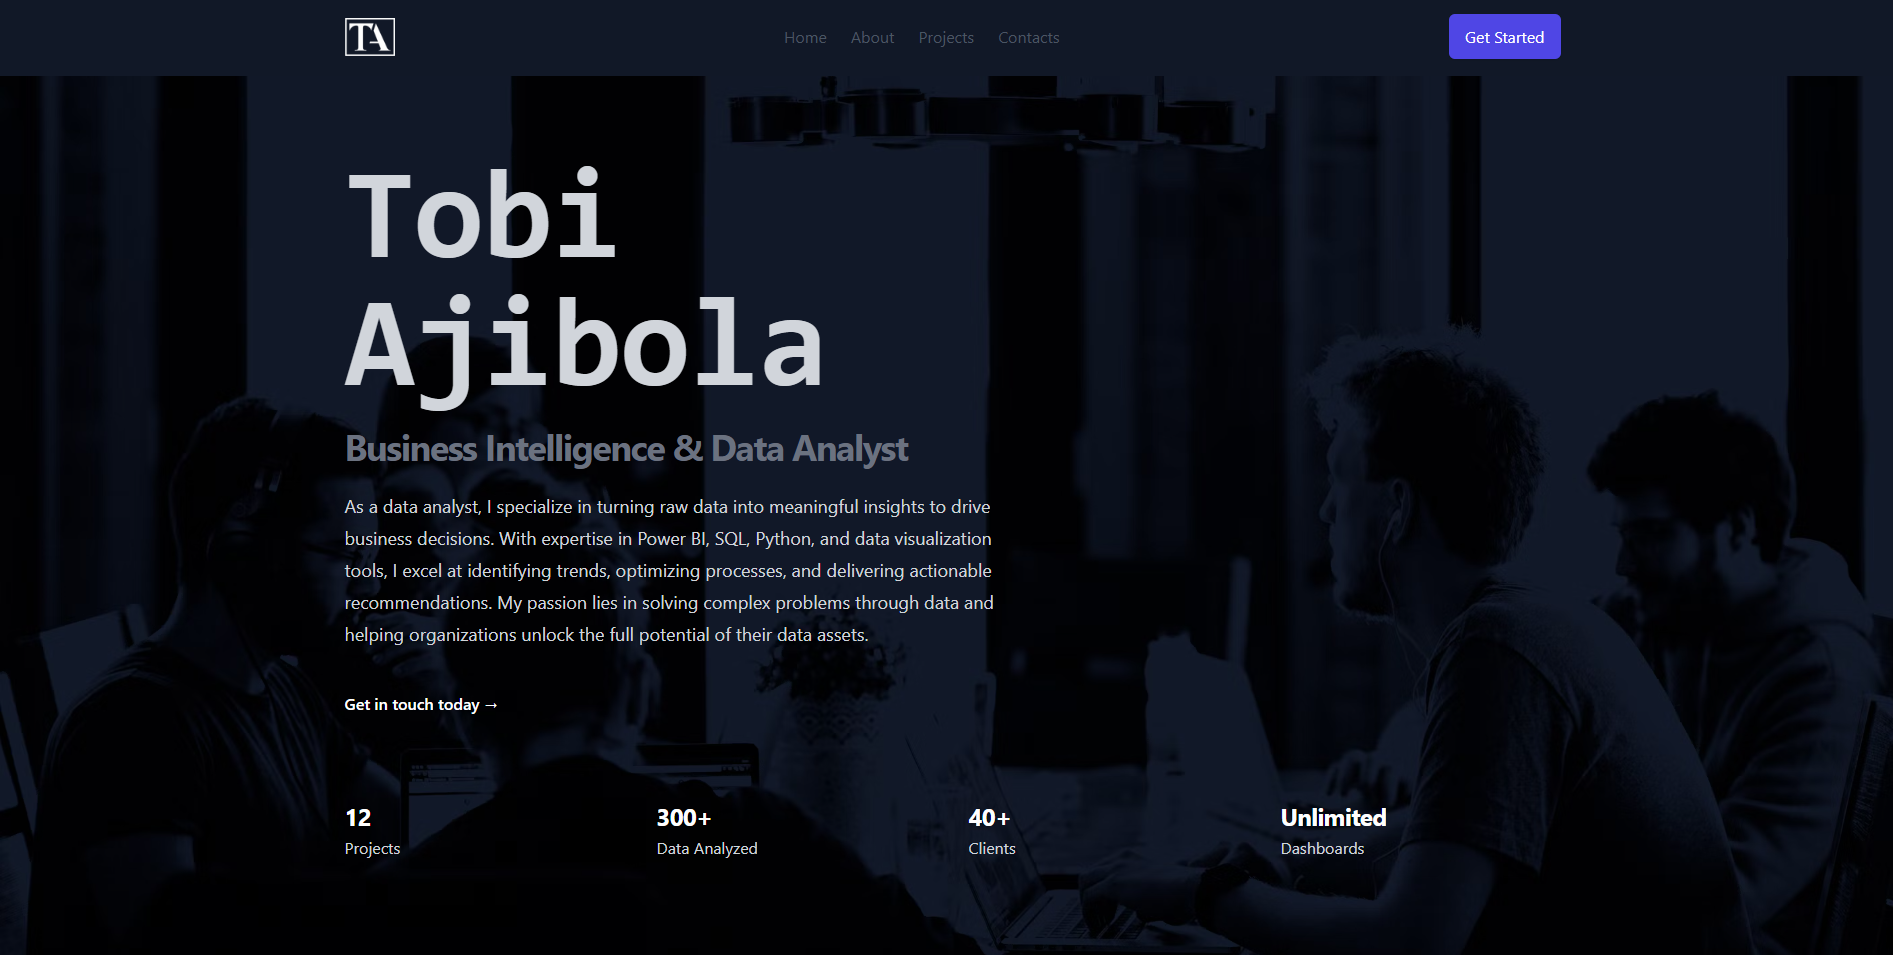 TA
Home About Projects Contacts
Get Started
Tobi
Ajibola
Business Intelligence & Data Analyst
As a data analyst, I specialize in turning raw data into meaningful insights to drive
business decisions. With expertise in Power BI, SQL, Python, and data visualization
tools, I excel at identifying trends, optimizing processes, and delivering actionable
recommendations. My passion lies in solving complex problems through data and
helping organizations unlock the full potential of their data assets.
Get in touch today →
12
Projects
300+
Data Analyzed
40+
Clients
Unlimited
Dashboards